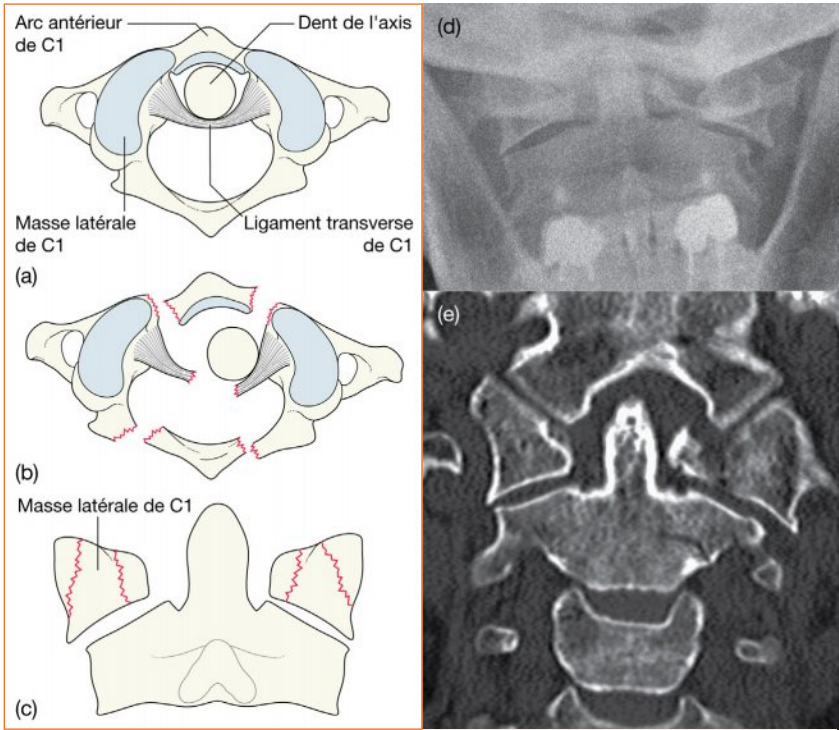 Arc antérieur
de C1
Dent de l'axis
Masse latérale
de C1
Ligament transverse
de C1
(a)
(b)
Masse latérale de C1
(c)
(d)
(e)